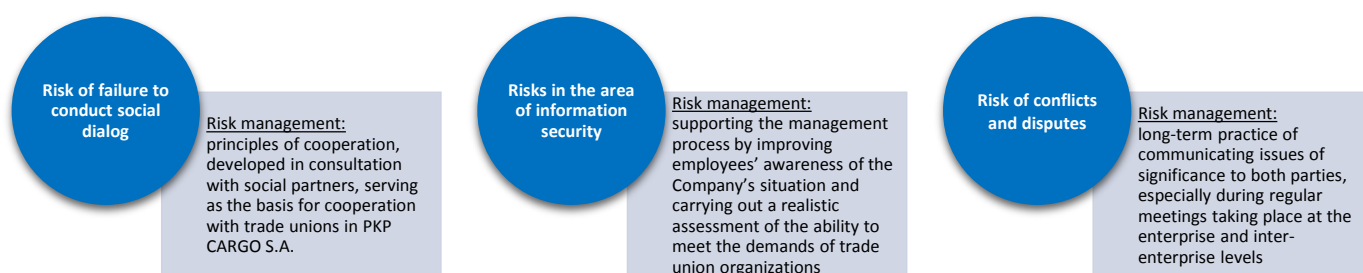 Risk of failure to
conduct social
dialog
Risk management:
principles of cooperation,
developed in consultation
with social partners, serving
as the basis for cooperation
with trade unions in PKP
CARGO S.A.
Risks in the area
of information
security
Risk management:
supporting the management
process by improving
employees’ awareness of the
Company’s situation and
carrying out a realistic
assessment of the ability to
meet the demands of trade
union organizations
Risk of conflicts
and disputes
Risk management:
long-term practice of
communicating issues of
significance to both parties,
especially during regular
meetings taking place at the
enterprise and inter-
enterprise levels